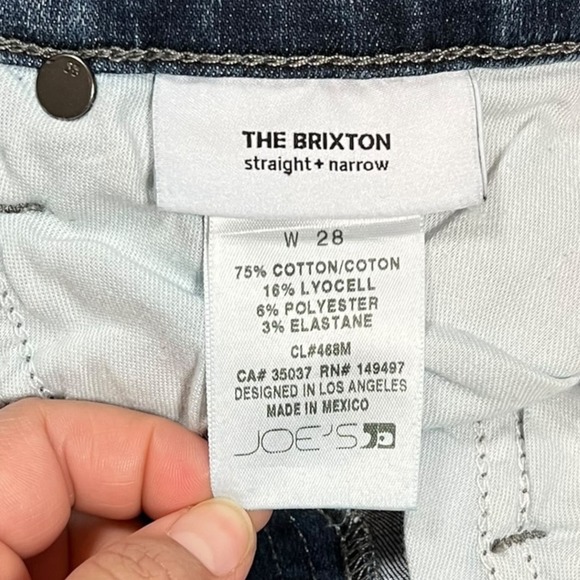 THE BRIXTON
straight + narrow
W 28
75% COTTON/COTON
16% LYOCELL
6% POLYESTER
3% ELASTANE
CL#468M
CA# 35037 RN# 149497
DESIGNED IN LOS ANGELES
MADE IN MEXICO
JOE'S